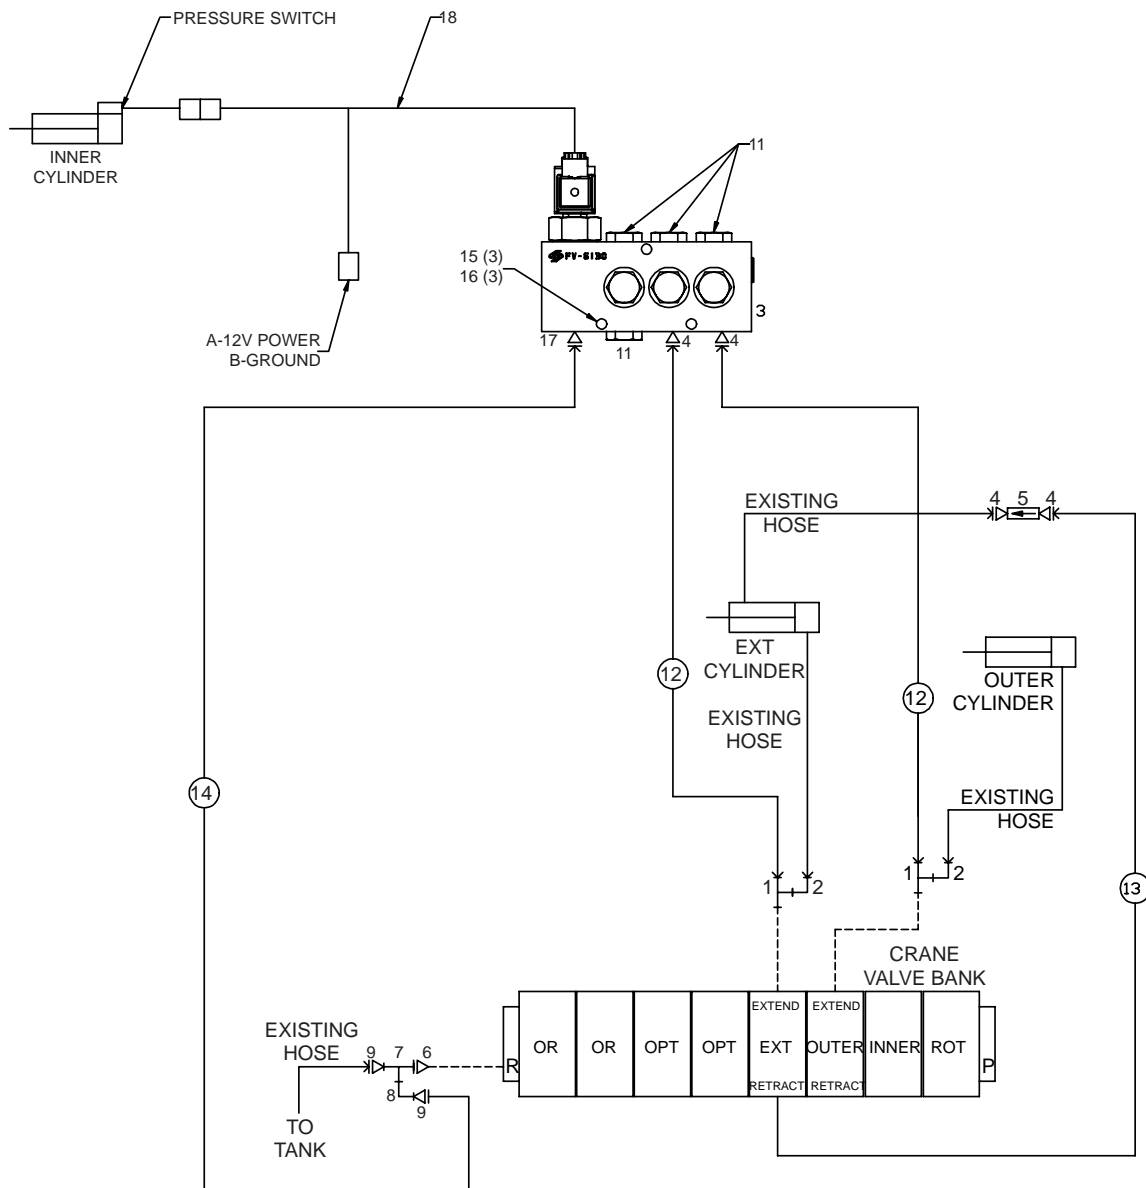 PRESSURE SWITCH
18
INNER
CYLINDER
11
15 (3)
16 (3)
FV-6130
3
A-12V POWER
B-GROUND
17
11
4
4
EXISTING
HOSE
4 5 4
EXT
CYLINDER
OUTER
CYLINDER
12
12
EXISTING
HOSE
14
EXISTING
HOSE
1 2
1 2
13
CRANE
VALVE BANK
EXTEND
EXTEND
EXISTING
HOSE
9 7 6
R
OR
OR
OPT
OPT
EXT
OUTER
INNER
ROT
P
RETRACT
RETRACT
8
9
TO
TANK